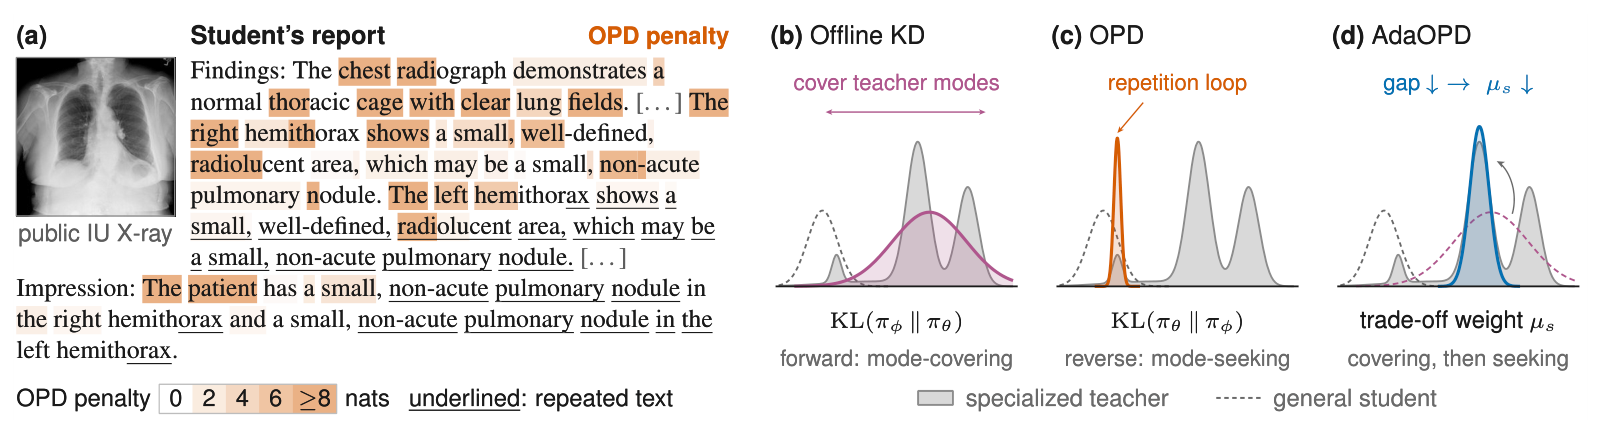 (a) Student's report OPD penalty
Findings: The chest radiograph demonstrates a
normal thoracic cage with clear lung fields. [...] The
right hemithorax shows a small, well-defined,
radiolucent area, which may be a small, non-acute
pulmonary nodule. The left hemithorax shows a
small, well-defined, radiolucent area, which may be
a small, non-acute pulmonary nodule. [...]
public IU X-ray
Impression: The patient has a small, non-acute pulmonary nodule in
the right hemithorax and a small, non-acute pulmonary nodule in the
left hemithorax.
OPD penalty 0 2 4 6 ≥8 nats underlined: repeated text
(b) Offline KD
cover teacher modes
KL(πϕ ∥ πθ)
forward: mode-covering
(c) OPD
repetition loop
KL(πθ ∥ πϕ)
reverse: mode-seeking
(d) AdaOPD
gap ↓ → μs ↓
trade-off weight μs
covering, then seeking
specialized teacher general student